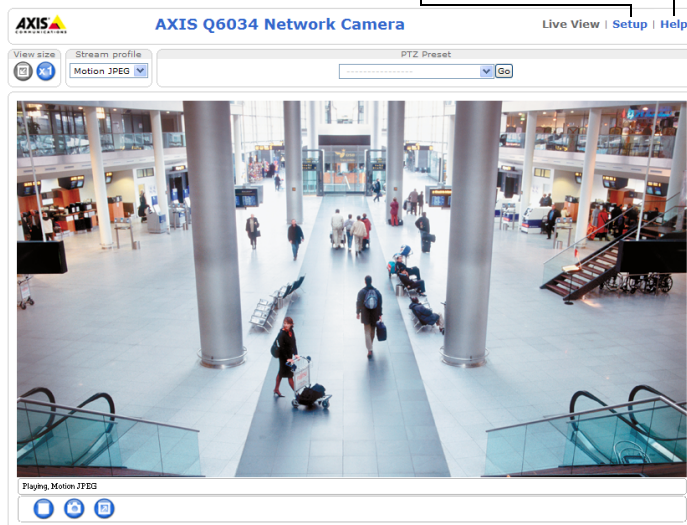 AXIS
COMMUNICATIONS
AXIS Q6034 Network Camera
Live View | Setup | Help
View size
Stream profile
PTZ Preset
x1
Motion JPEG
----------------
Go
Playing, Motion JPEG